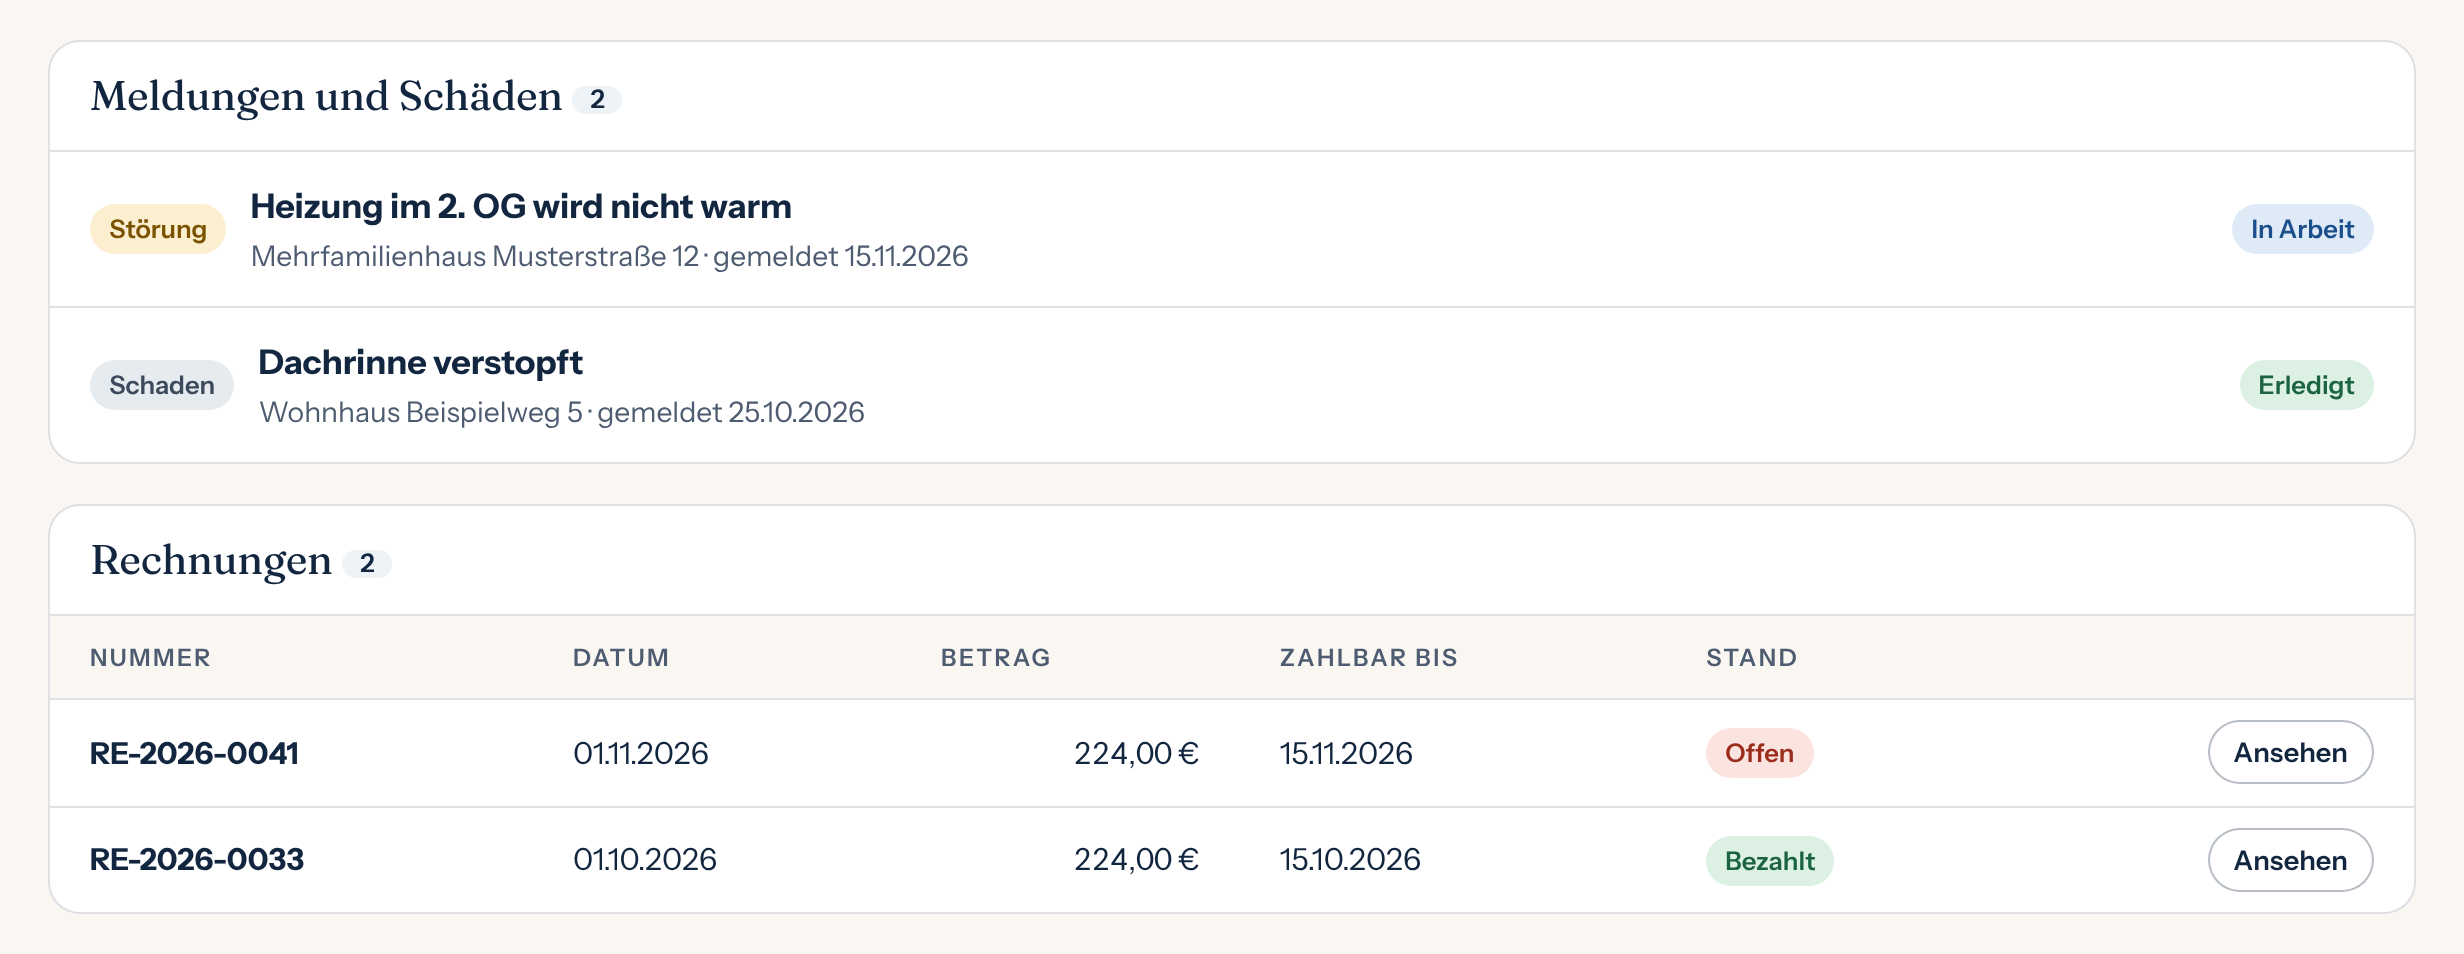 Meldungen und Schäden 2
Störung
Heizung im 2. OG wird nicht warm
Mehrfamilienhaus Musterstraße 12 · gemeldet 15.11.2026
In Arbeit
Schaden
Dachrinne verstopft
Wohnhaus Beispielweg 5 · gemeldet 25.10.2026
Erledigt
Rechnungen 2
NUMMER DATUM BETRAG ZAHLBAR BIS STAND
RE-2026-0041 01.11.2026 224,00 € 15.11.2026 Offen Ansehen
RE-2026-0033 01.10.2026 224,00 € 15.10.2026 Bezahlt Ansehen